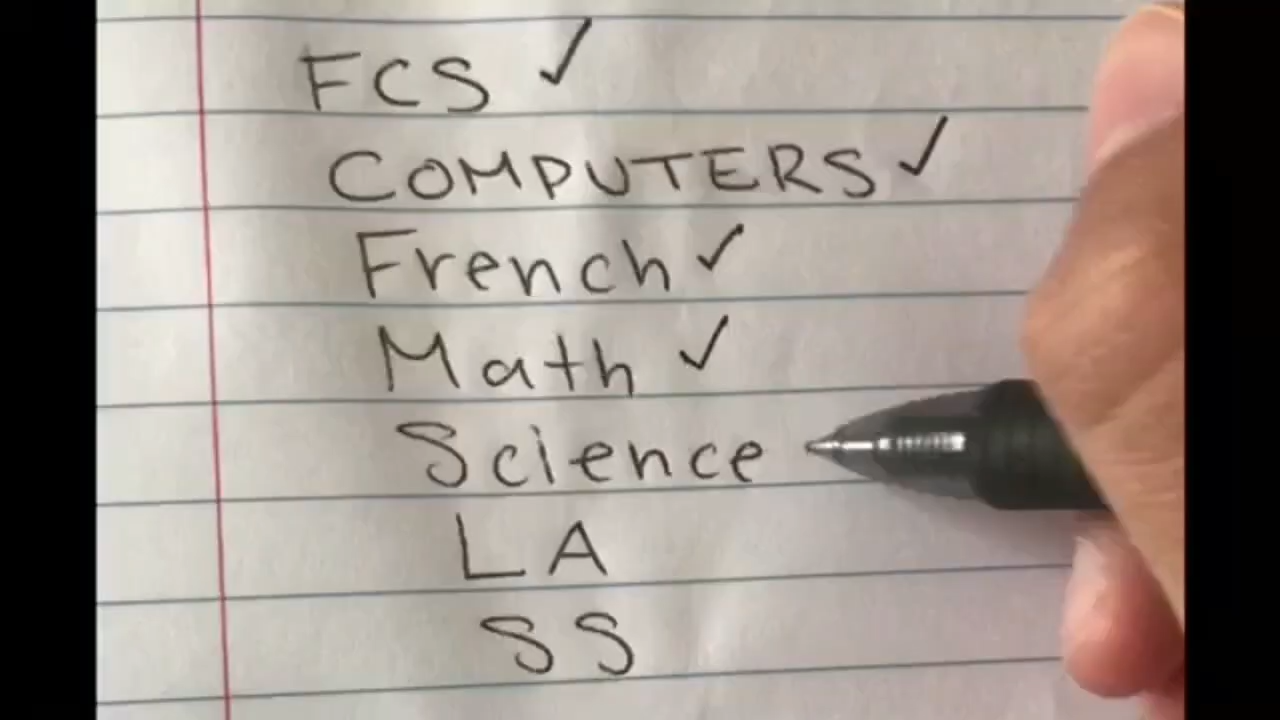 FCS ✓
COMPUTERS ✓
French ✓
Math ✓
Science
LA
SS